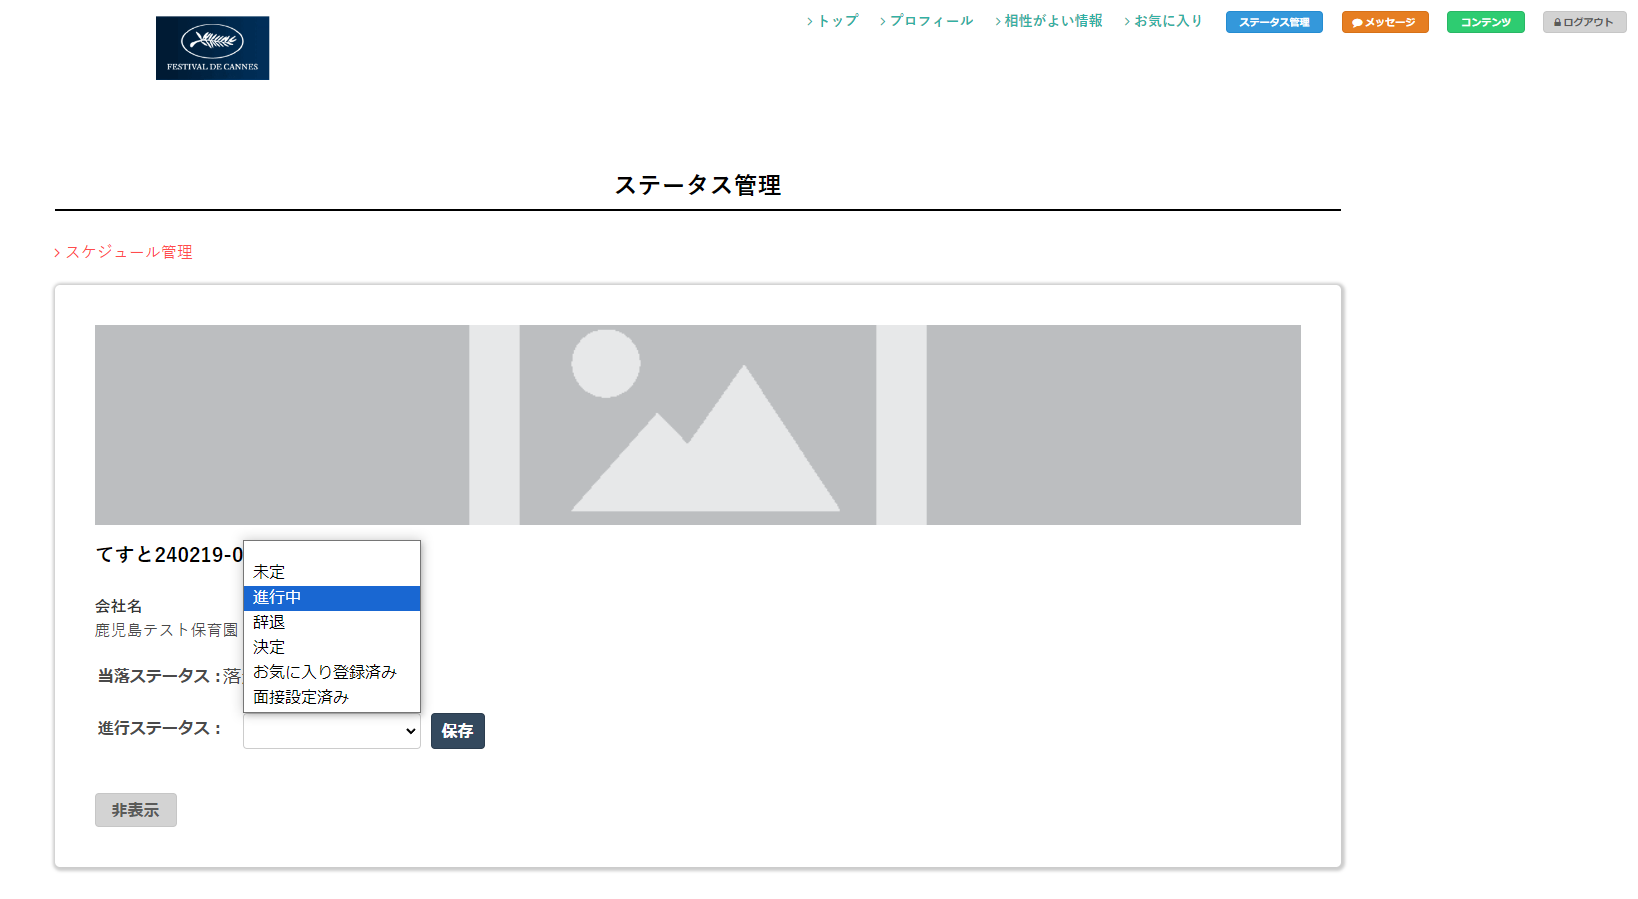 FESTIVAL DE CANNES
トップ
プロフィール
相性がよい情報
お気に入り
ステータス管理
メッセージ
コンテンツ
ログアウト
ステータス管理
スケジュール管理
てすと240219-0
会社名
鹿児島テスト保育園
当落ステータス : 落
未定
進行中
辞退
決定
お気に入り登録済み
面接設定済み
進行ステータス :
保存
非表示